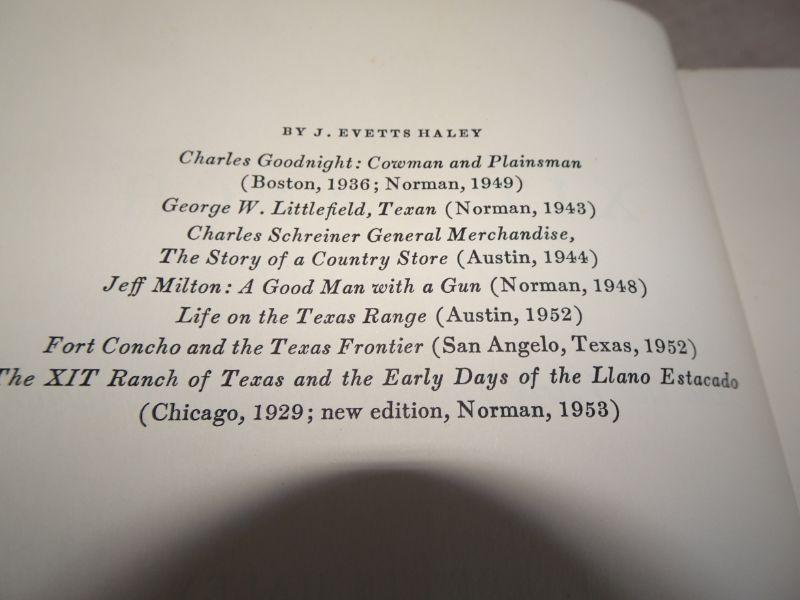 BY J. EVETTS HALEY
Charles Goodnight: Cowman and Plainsman
(Boston, 1936; Norman, 1949)
George W. Littlefield, Texan (Norman, 1943)
Charles Schreiner General Merchandise,
The Story of a Country Store (Austin, 1944)
Jeff Milton: A Good Man with a Gun (Norman, 1948)
Life on the Texas Range (Austin, 1952)
Fort Concho and the Texas Frontier (San Angelo, Texas, 1952)
The XIT Ranch of Texas and the Early Days of the Llano Estacado
(Chicago, 1929; new edition, Norman, 1953)